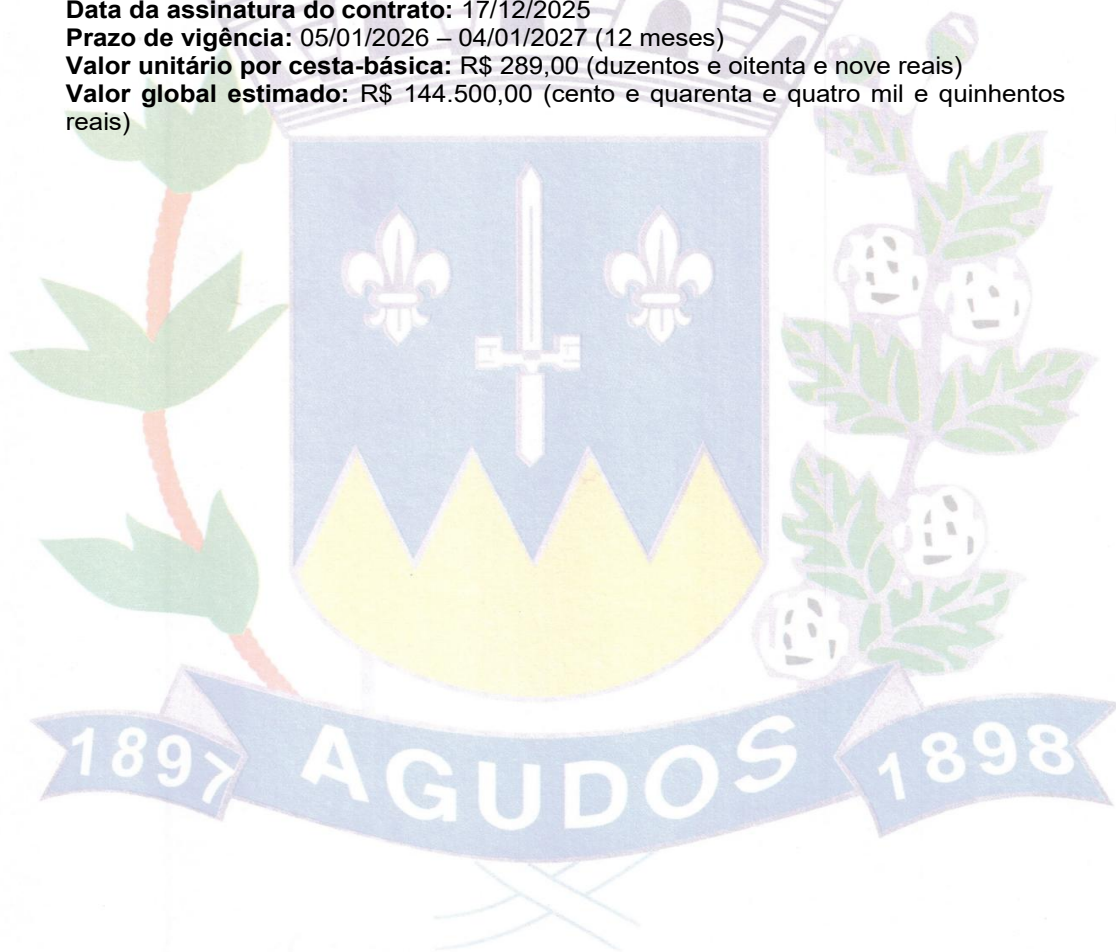 Data da assinatura do contrato: 17/12/2025
Prazo de vigência: 05/01/2026 – 04/01/2027 (12 meses)
Valor unitário por cesta-básica: R$ 289,00 (duzentos e oitenta e nove reais)
Valor global estimado: R$ 144.500,00 (cento e quarenta e quatro mil e quinhentos
reais)
1897 AGUDOS 1898